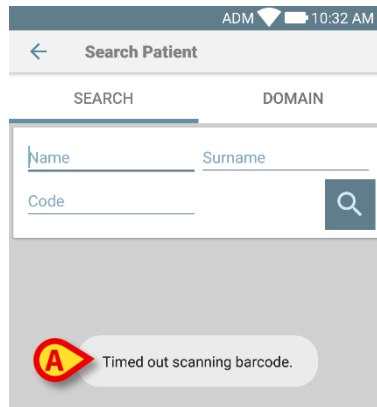 ADM 10:32 AM
Search Patient
SEARCH DOMAIN
Name Surname
Code
A Timed out scanning barcode.